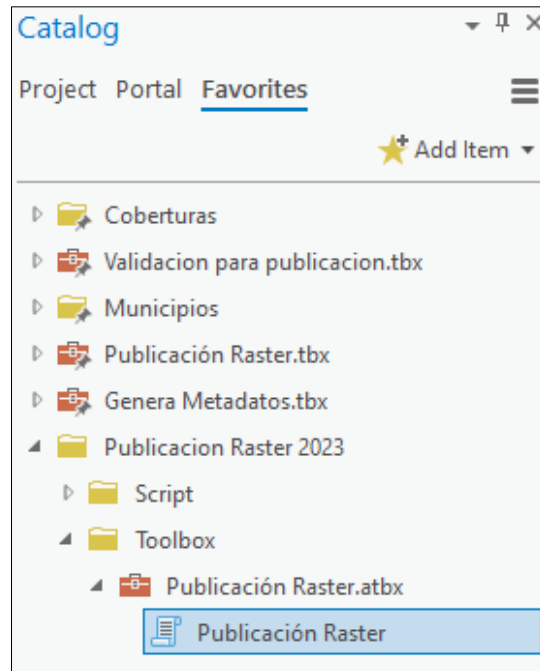 Catalog
Project Portal Favorites
Add Item
Coberturas
Validacion para publicacion.tbx
Municipios
Publicación Raster.tbx
Genera Metadatos.tbx
Publicacion Raster 2023
Script
Toolbox
Publicación Raster.atbx
Publicación Raster